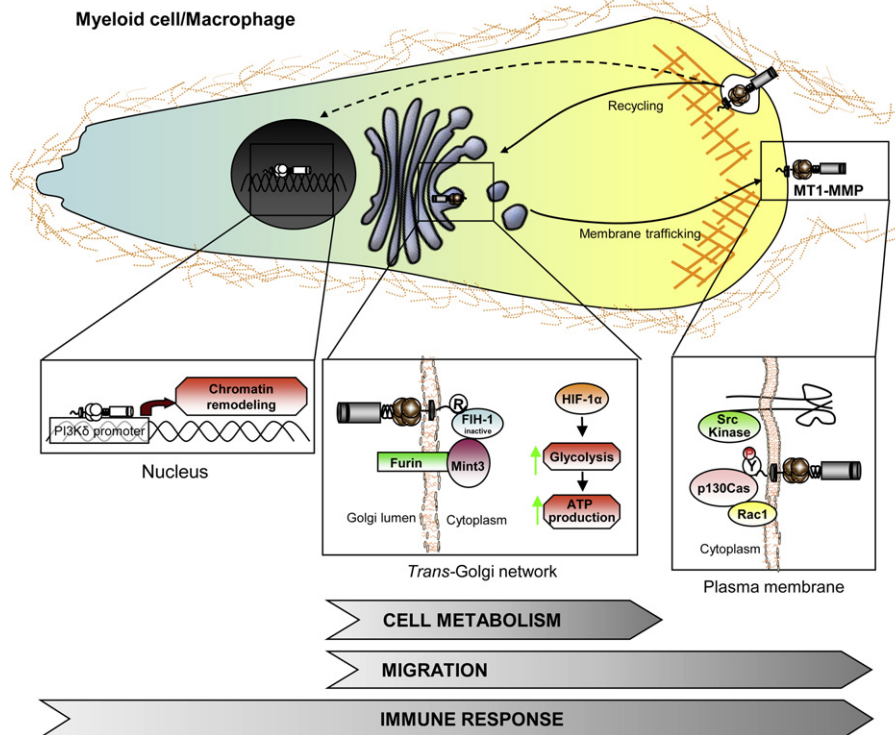 Myeloid cell/Macrophage
Recycling
MT1-MMP
Membrane trafficking
Chromatin
remodeling
PI3Kδ promoter
Nucleus
R
FIH-1
inactive
Furin
Mint3
Golgi lumen
Cytoplasm
HIF-1α
Glycolysis
ATP
production
Trans-Golgi network
Src
Kinase
P
Y
p130Cas
Rac1
Cytoplasm
Plasma membrane
CELL METABOLISM
MIGRATION
IMMUNE RESPONSE